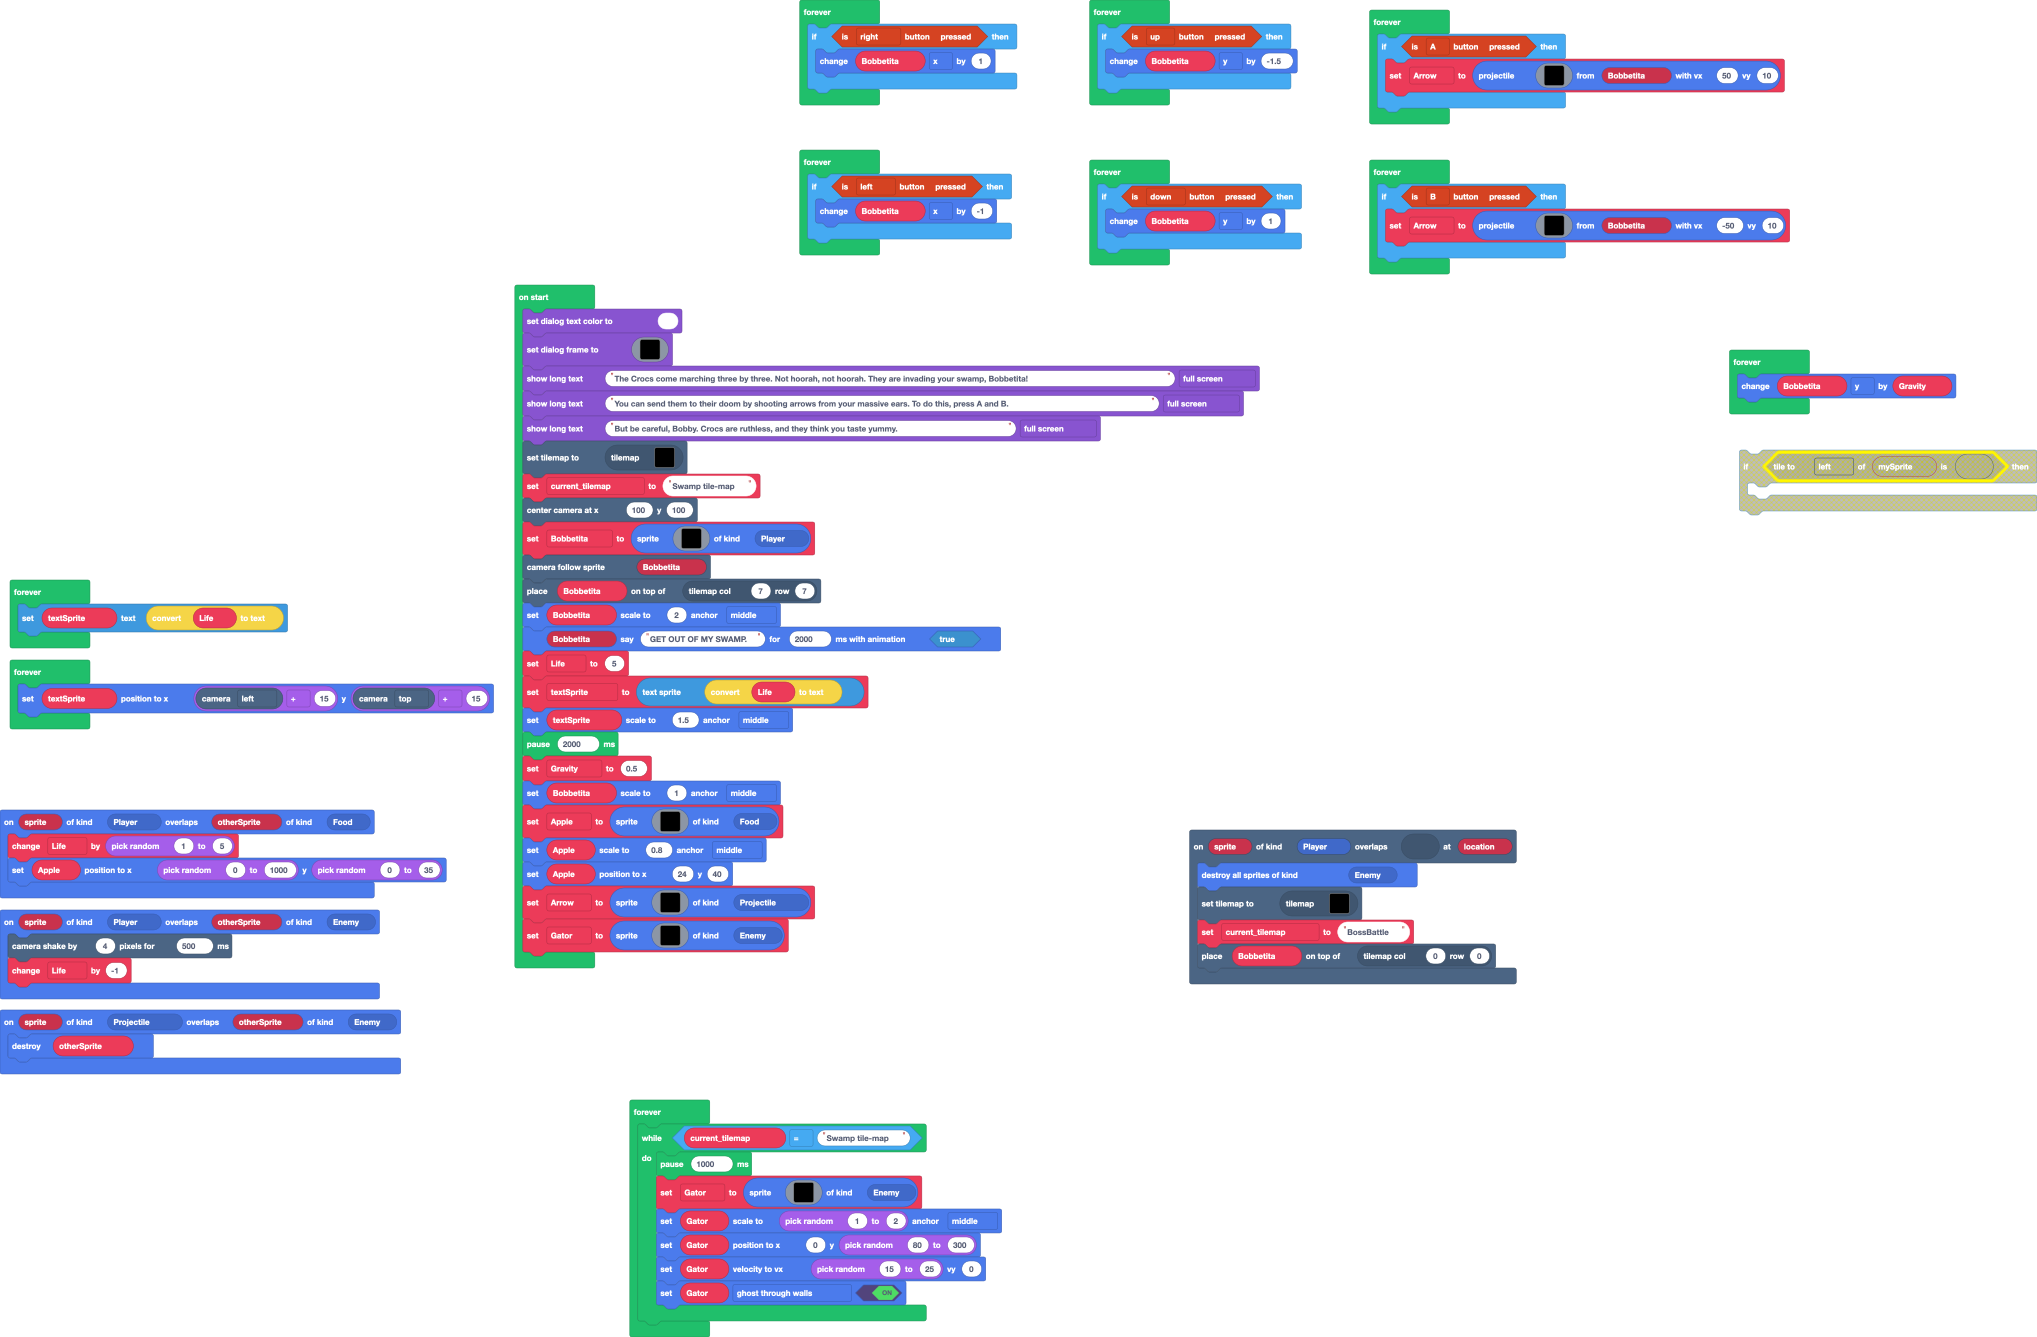 forever
if is right button pressed then
change Bobbetita x by 1
forever
if is up button pressed then
change Bobbetita y by -1.5
forever
if is A button pressed then
set Arrow to projectile from Bobbetita with vx 50 vy 10
forever
if is left button pressed then
change Bobbetita x by -1
forever
if is down button pressed then
change Bobbetita y by 1
forever
if is B button pressed then
set Arrow to projectile from Bobbetita with vx -50 vy 10
on start
set dialog text color to
set dialog frame to
show long text "The Crocs come marching three by three. Not hoorah, not hoorah. They are invading your swamp, Bobbetita!" full screen
show long text "You can send them to their doom by shooting arrows from your massive ears. To do this, press A and B." full screen
show long text "But be careful, Bobby. Crocs are ruthless, and they think you taste yummy." full screen
set tilemap to tilemap
set current_tilemap to "Swamp tile-map"
center camera at x 100 y 100
set Bobbetita to sprite of kind Player
camera follow sprite Bobbetita
place Bobbetita on top of tilemap col 7 row 7
set Bobbetita scale to 2 anchor middle
Bobbetita say "GET OUT OF MY SWAMP." for 2000 ms with animation true
set Life to 5
set textSprite to text sprite convert Life to text
set textSprite scale to 1.5 anchor middle
pause 2000 ms
set Gravity to 0.5
set Bobbetita scale to 1 anchor middle
set Apple to sprite of kind Food
set Apple scale to 0.8 anchor middle
set Apple position to x 24 y 40
set Arrow to sprite of kind Projectile
set Gator to sprite of kind Enemy
forever
change Bobbetita y by Gravity
if tile to left of mySprite is then
forever
set textSprite text convert Life to text
forever
set textSprite position to x camera left + 15 y camera top + 15
on sprite of kind Player overlaps otherSprite of kind Food
change Life by pick random 1 to 5
set Apple position to x pick random 0 to 1000 y pick random 0 to 35
on sprite of kind Player overlaps otherSprite of kind Enemy
camera shake by 4 pixels for 500 ms
change Life by -1
on sprite of kind Projectile overlaps otherSprite of kind Enemy
destroy otherSprite
on sprite of kind Player overlaps at location
destroy all sprites of kind Enemy
set tilemap to tilemap
set current_tilemap to "BossBattle"
place Bobbetita on top of tilemap col 0 row 0
forever
while current_tilemap = "Swamp tile-map"
do
pause 1000 ms
set Gator to sprite of kind Enemy
set Gator scale to pick random 1 to 2 anchor middle
set Gator position to x 0 y pick random 80 to 300
set Gator velocity to vx pick random 15 to 25 vy 0
set Gator ghost through walls ON